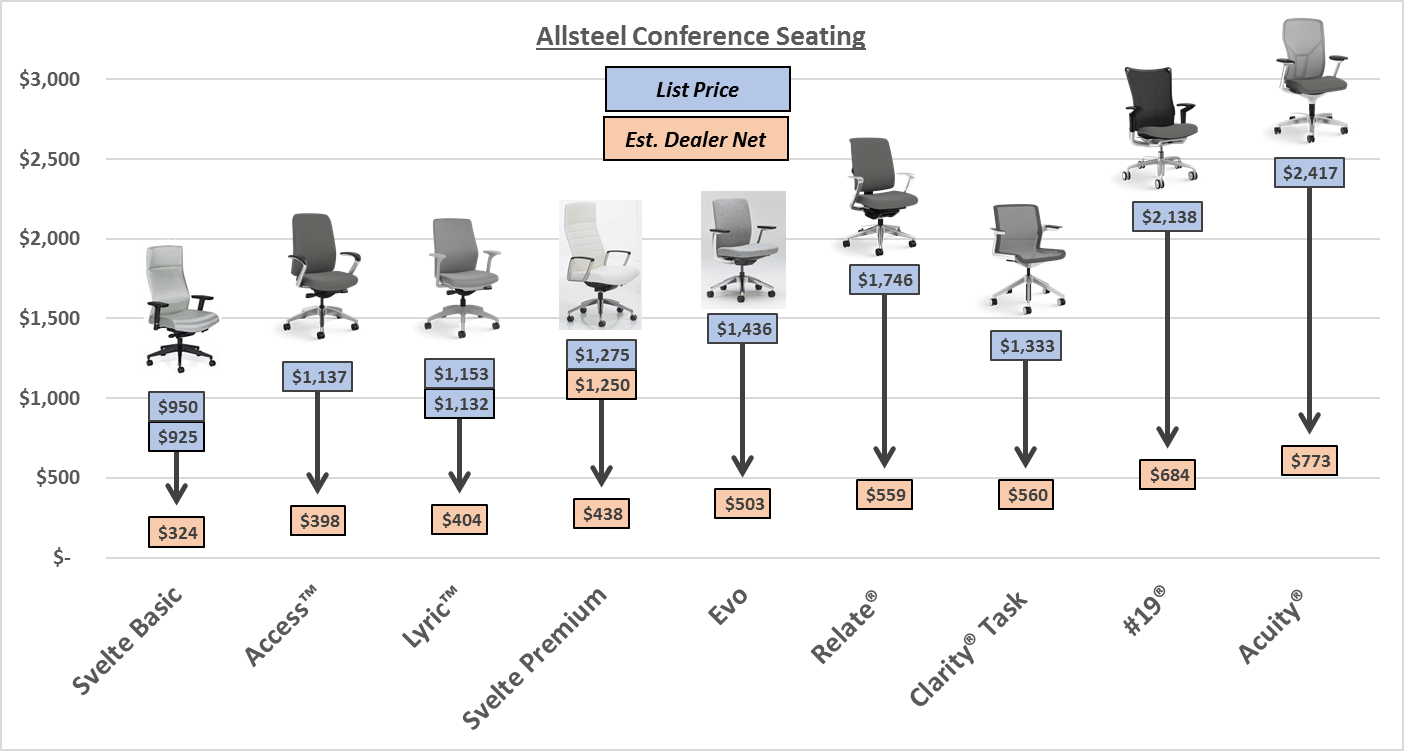 Allsteel Conference Seating
List Price
Est. Dealer Net
$3,000
$2,500
$2,000
$1,500
$1,000
$500
$-
$950
$925
$324
$1,137
$398
$1,153
$1,132
$404
$1,275
$1,250
$438
$1,436
$503
$1,746
$559
$1,333
$560
$2,138
$684
$2,417
$773
Svelte Basic
Access™
Lyric™
Svelte Premium
Evo
Relate®
Clarity® Task
#19®
Acuity®